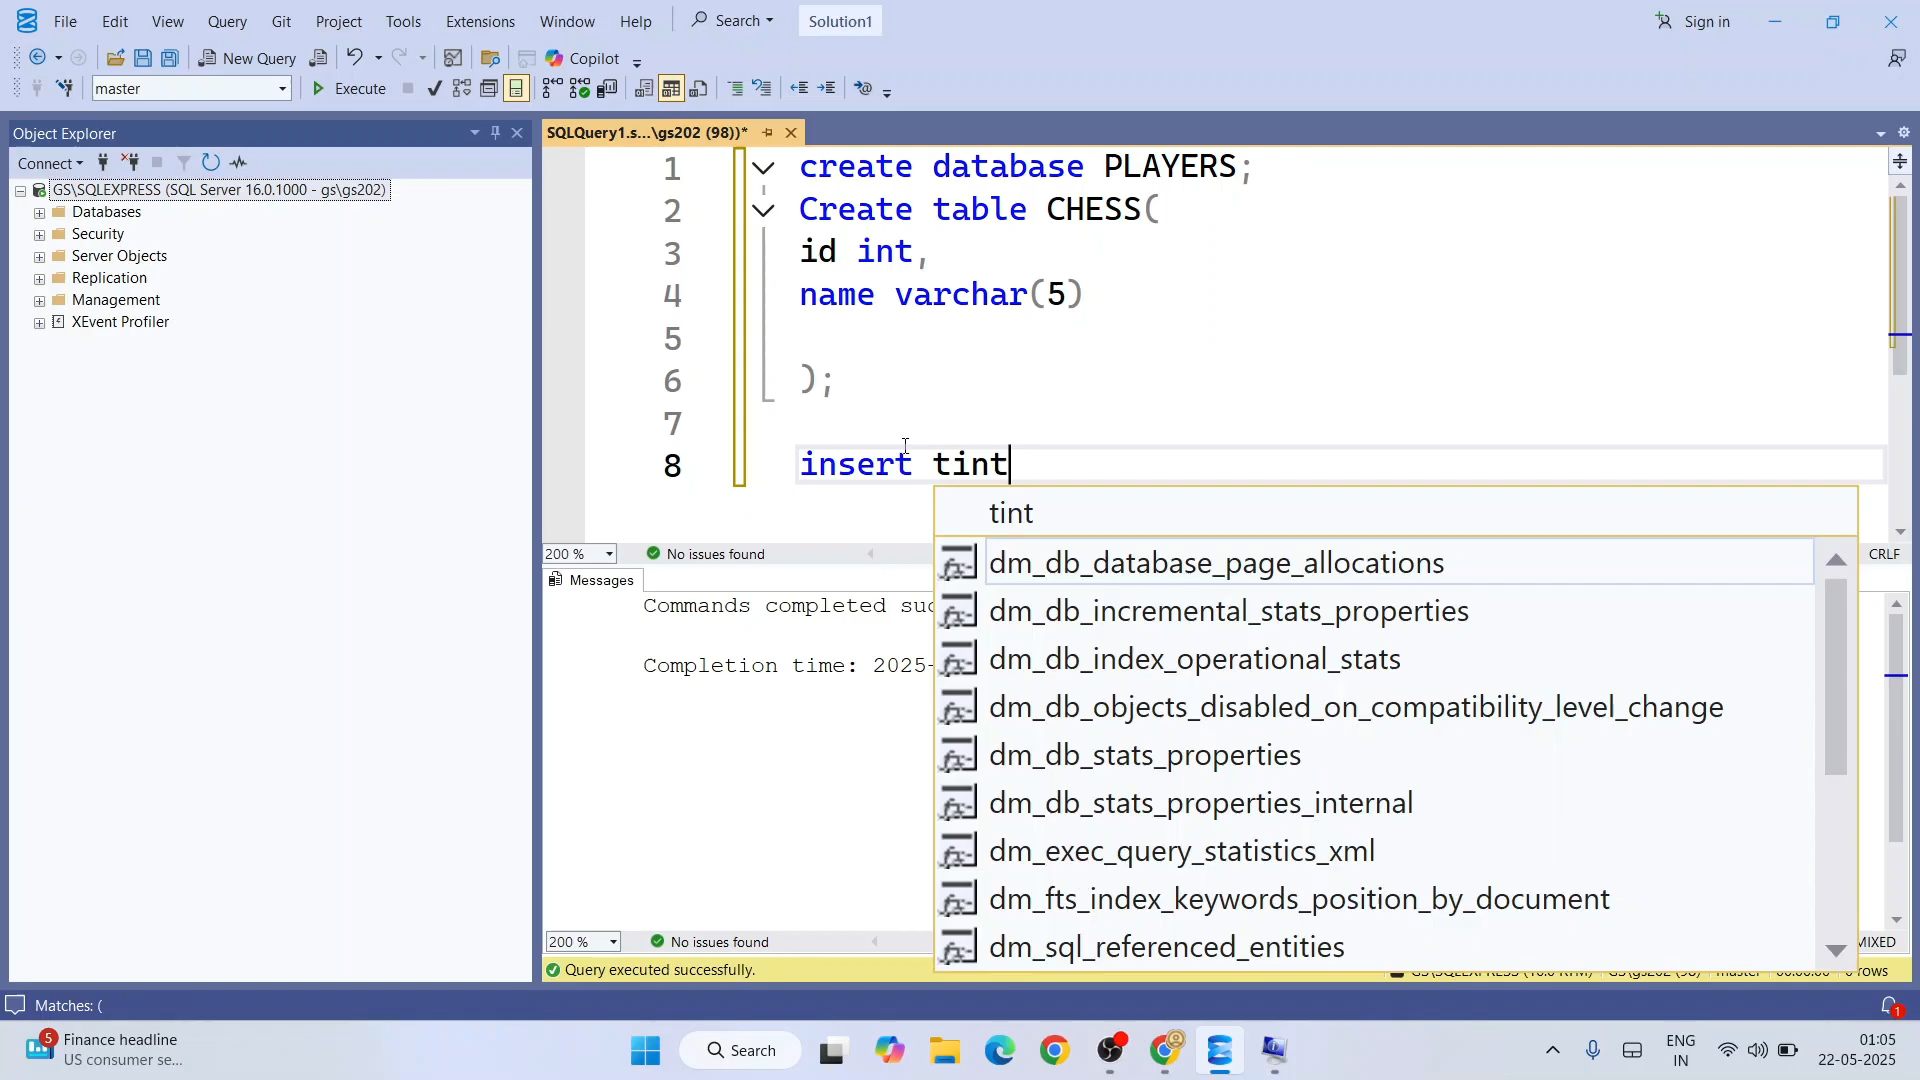 File Edit View Query Git Project Tools Extensions Window Help Search Solution1 Sign in
New Query Copilot
master Execute
Object Explorer
Connect
GS\SQLEXPRESS (SQL Server 16.0.1000 - gs\gs202)
Databases
Security
Server Objects
Replication
Management
XEvent Profiler
SQLQuery1.s...\gs202 (98))*
1 create database PLAYERS;
2 Create table CHESS(
3 id int,
4 name varchar(5)
5
6 );
7
8 insert tint
tint
dm_db_database_page_allocations
dm_db_incremental_stats_properties
dm_db_index_operational_stats
dm_db_objects_disabled_on_compatibility_level_change
dm_db_stats_properties
dm_db_stats_properties_internal
dm_exec_query_statistics_xml
dm_fts_index_keywords_position_by_document
dm_sql_referenced_entities
200 % No issues found CRLF
Messages
Commands completed suc
Completion time: 2025-
200 % No issues found MIXED
Query executed successfully. rows
Matches: ( 1
5 Finance headline
US consumer se...
Search
ENG
IN
01:05
22-05-2025